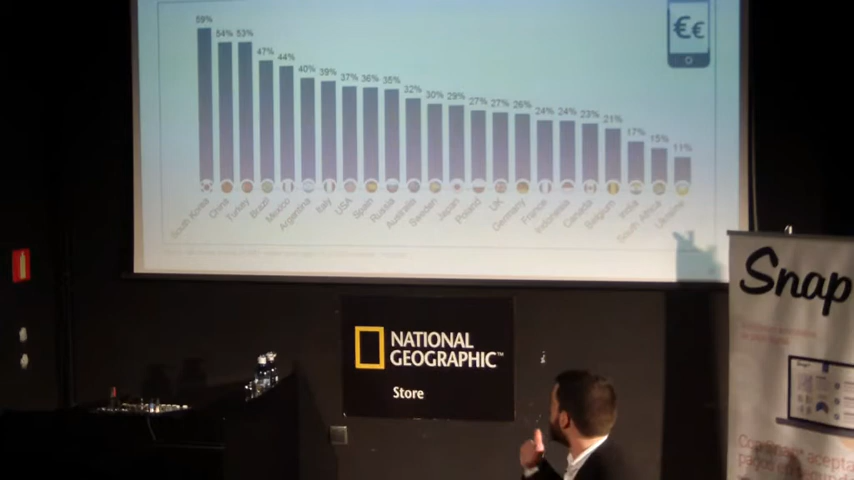 59% 54% 53% 47% 44% 40% 39% 37% 36% 35% 32% 30% 29% 27% 27% 26% 24% 24% 23% 21% 17% 15% 11%
€€
South Korea China Turkey Brazil Mexico Argentina Italy USA Spain Russia Australia Sweden Japan Poland UK Germany France Indonesia Canada Belgium India South Africa Ukraine
NATIONAL
GEOGRAPHIC™
Store
Snap